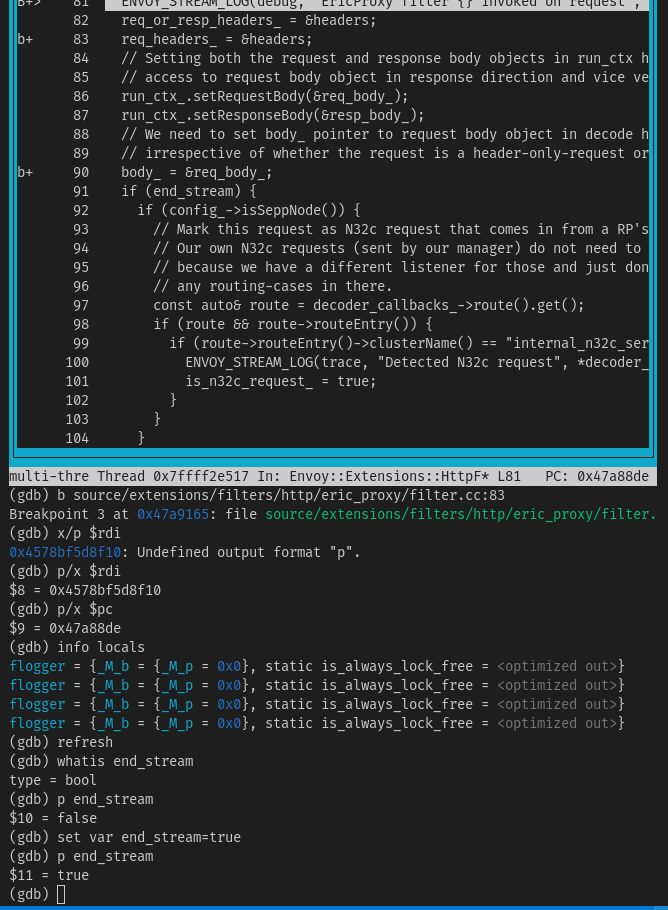 B+> 81 ENVOY_STREAM_LOG(debug, "EricProxy filter {} invoked on request",
82 req_or_resp_headers_ = &headers;
b+ 83 req_headers_ = &headers;
84 // Setting both the request and response body objects in run_ctx h
85 // access to request body object in response direction and vice ve
86 run_ctx_.setRequestBody(&req_body_);
87 run_ctx_.setResponseBody(&resp_body_);
88 // We need to set body_ pointer to request body object in decode h
89 // irrespective of whether the request is a header-only-request or
b+ 90 body_ = &req_body_;
91 if (end_stream) {
92 if (config_->isSeppNode()) {
93 // Mark this request as N32c request that comes in from a RP's
94 // Our own N32c requests (sent by our manager) do not need to
95 // because we have a different listener for those and just don
96 // any routing-cases in there.
97 const auto& route = decoder_callbacks_->route().get();
98 if (route && route->routeEntry()) {
99 if (route->routeEntry()->clusterName() == "internal_n32c_ser
100 ENVOY_STREAM_LOG(trace, "Detected N32c request", *decoder_
101 is_n32c_request_ = true;
102 }
103 }
104 }
multi-thre Thread 0x7ffff2e517 In: Envoy::Extensions::HttpF* L81 PC: 0x47a88de
(gdb) b source/extensions/filters/http/eric_proxy/filter.cc:83
Breakpoint 3 at 0x47a9165: file source/extensions/filters/http/eric_proxy/filter.
(gdb) x/p $rdi
0x4578bf5d8f10: Undefined output format "p".
(gdb) p/x $rdi
$8 = 0x4578bf5d8f10
(gdb) p/x $pc
$9 = 0x47a88de
(gdb) info locals
flogger = {_M_b = {_M_p = 0x0}, static is_always_lock_free = <optimized out>}
flogger = {_M_b = {_M_p = 0x0}, static is_always_lock_free = <optimized out>}
flogger = {_M_b = {_M_p = 0x0}, static is_always_lock_free = <optimized out>}
flogger = {_M_b = {_M_p = 0x0}, static is_always_lock_free = <optimized out>}
(gdb) refresh
(gdb) whatis end_stream
type = bool
(gdb) p end_stream
$10 = false
(gdb) set var end_stream=true
(gdb) p end_stream
$11 = true
(gdb)